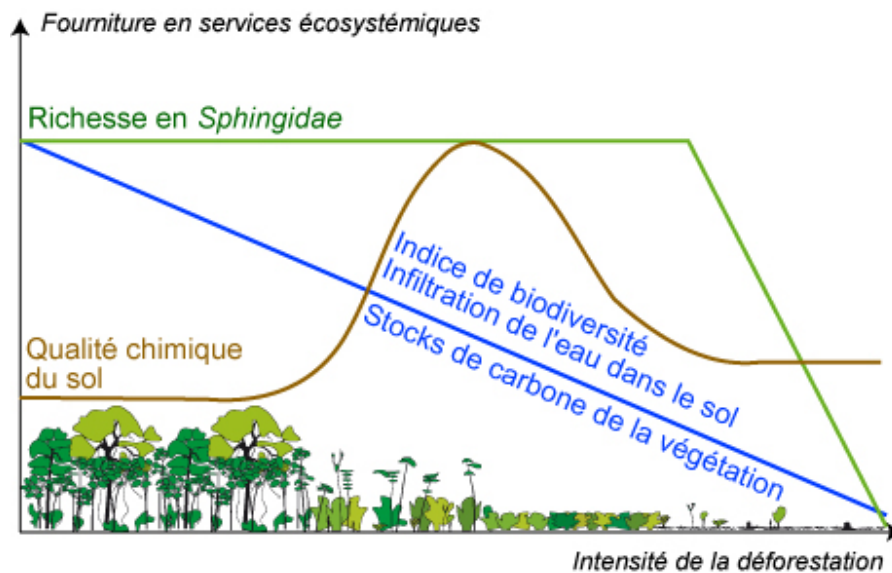 Fourniture en services écosystémiques
Richesse en Sphingidae
Indice de biodiversité
Infiltration de l'eau dans le sol
Stocks de carbone de la végétation
Qualité chimique
du sol
Intensité de la déforestation